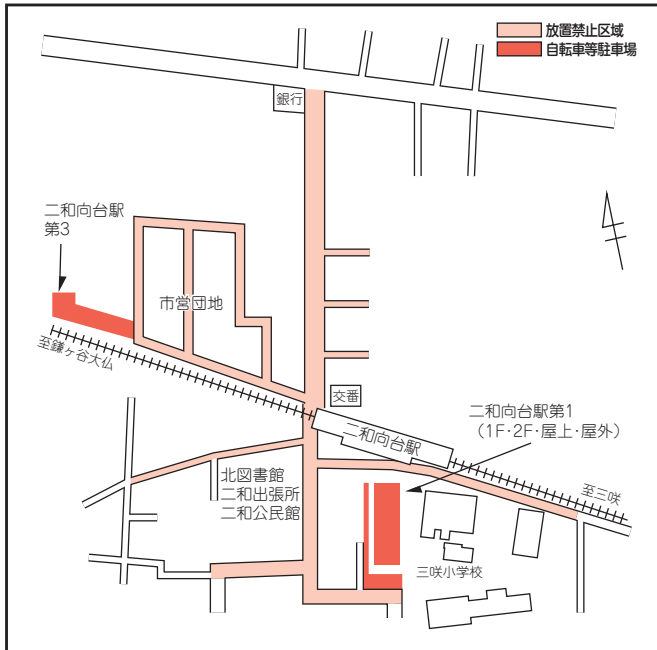 放置禁止区域
自転車等駐車場
銀行
二和向台駅
第3
市営団地
至鎌ヶ谷大仏
交番
二和向台駅
二和向台駅第1
(1F・2F・屋上・屋外)
北図書館
二和出張所
二和公民館
至三咲
三咲小学校